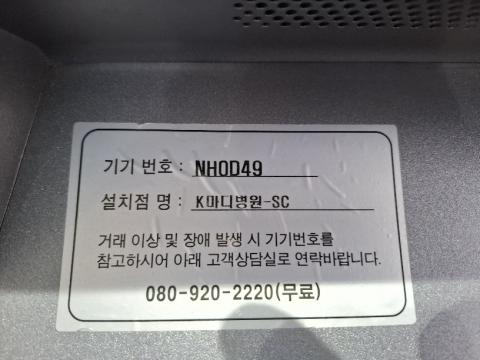 기기 번호 : NH0D49
설치점 명 : K마디병원-SC
거래 이상 및 장애 발생 시 기기번호를
참고하시어 아래 고객상담실로 연락바랍니다.
080-920-2220(무료)